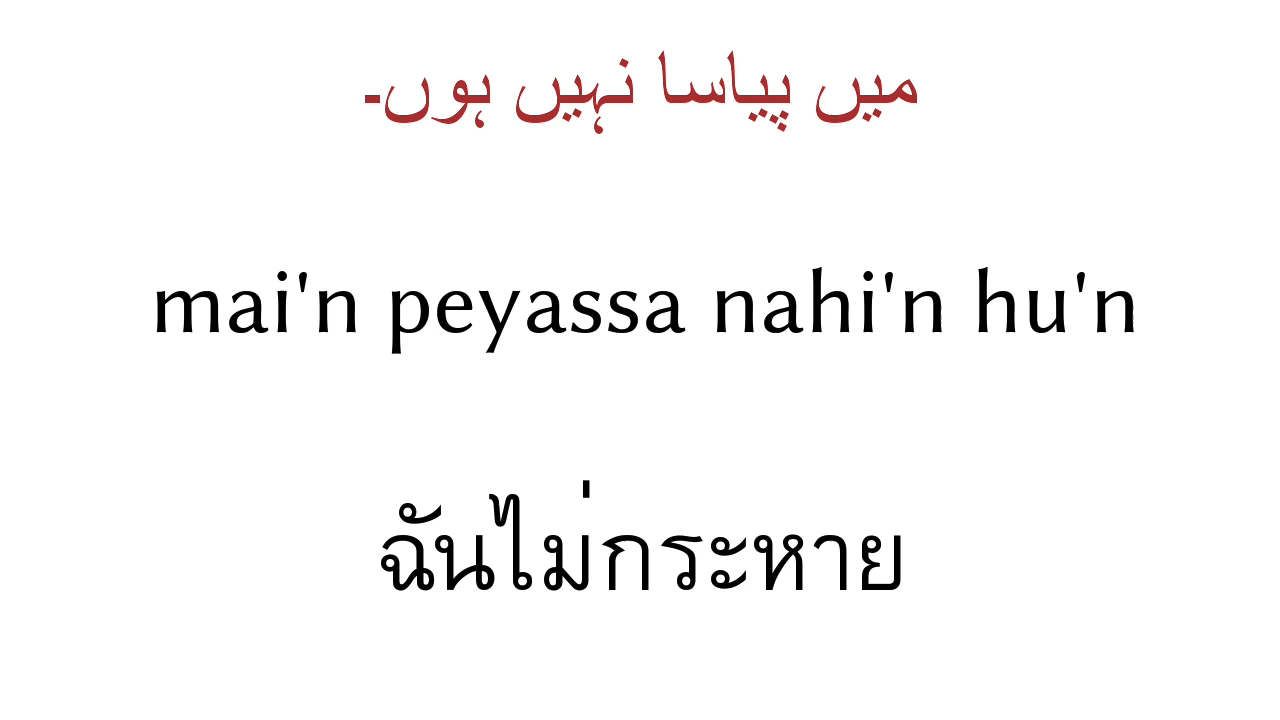 میں پیاسا نہیں ہوں۔
mai'n peyassa nahi'n hu'n
ฉันไม่กระหาย